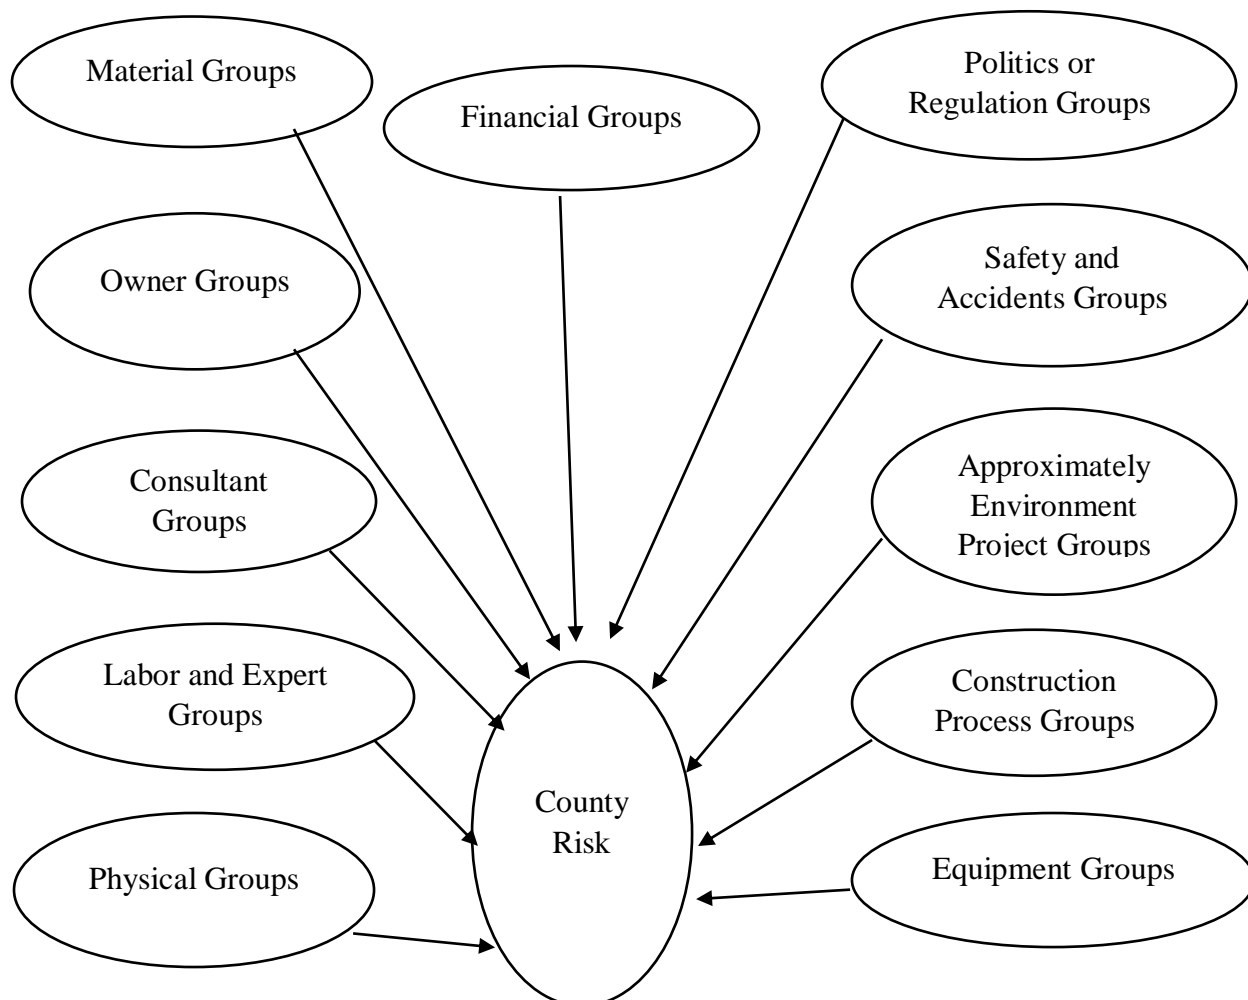 Material Groups
Financial Groups
Politics or
Regulation Groups
Owner Groups
Safety and
Accidents Groups
Consultant
Groups
Approximately
Environment
Project Groups
Labor and Expert
Groups
Construction
Process Groups
County
Risk
Physical Groups
Equipment Groups